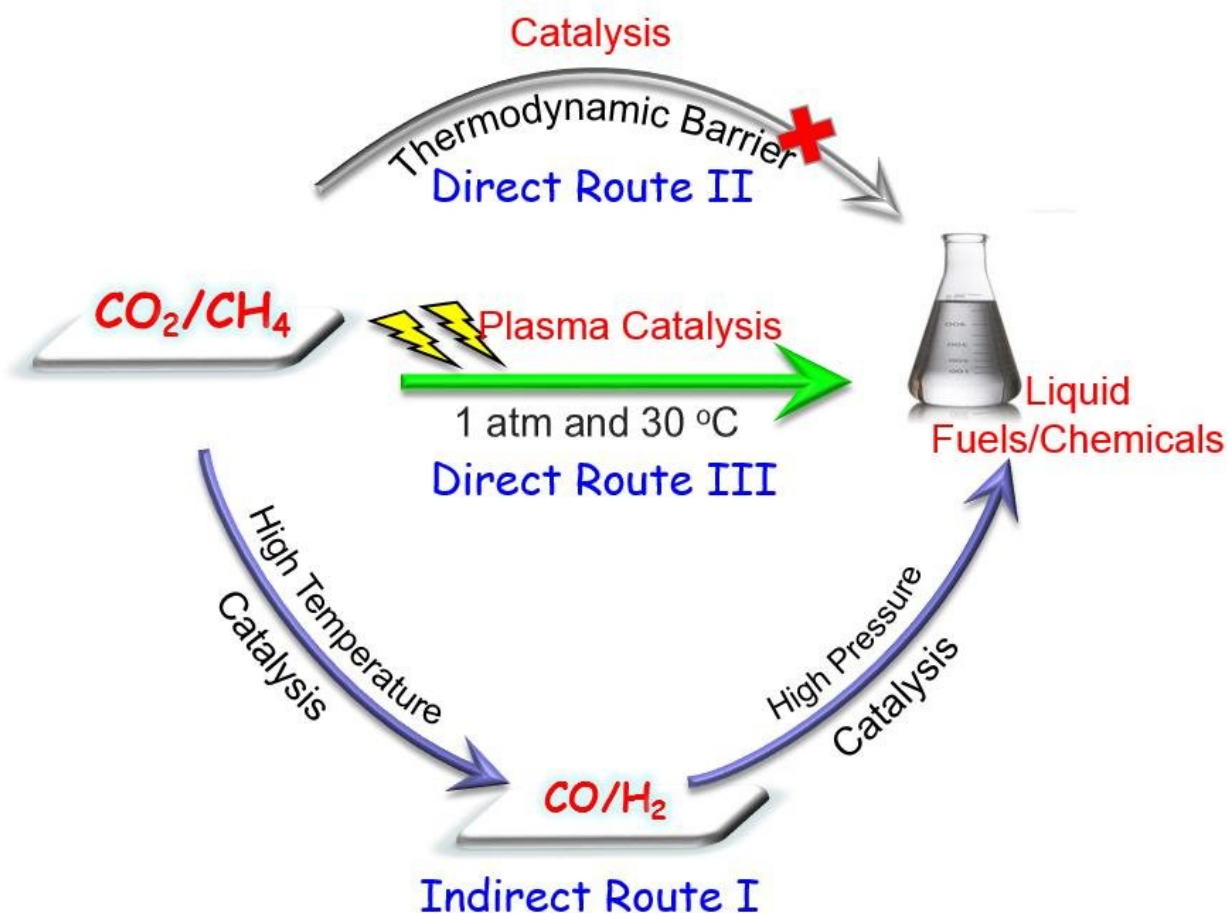 Catalysis
Thermodynamic Barrier
Direct Route II
CO₂/CH₄
Plasma Catalysis
1 atm and 30 °C
Direct Route III
Liquid
Fuels/Chemicals
High Temperature
Catalysis
High Pressure
Catalysis
CO/H₂
Indirect Route I